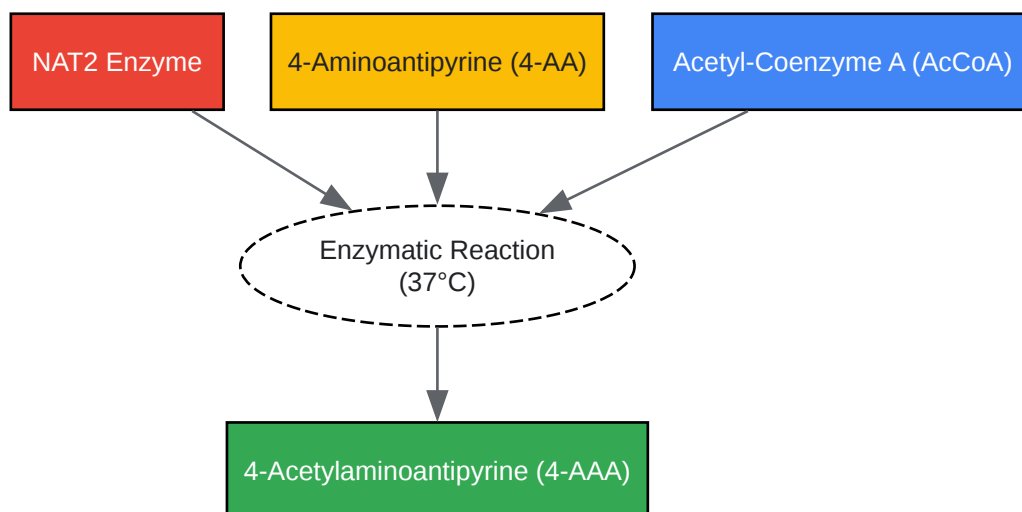 NAT2 Enzyme
4-Aminoantipyrine (4-AA)
Acetyl-Coenzyme A (AcCoA)
Enzymatic Reaction
(37°C)
4-Acetylaminoantipyrine (4-AAA)